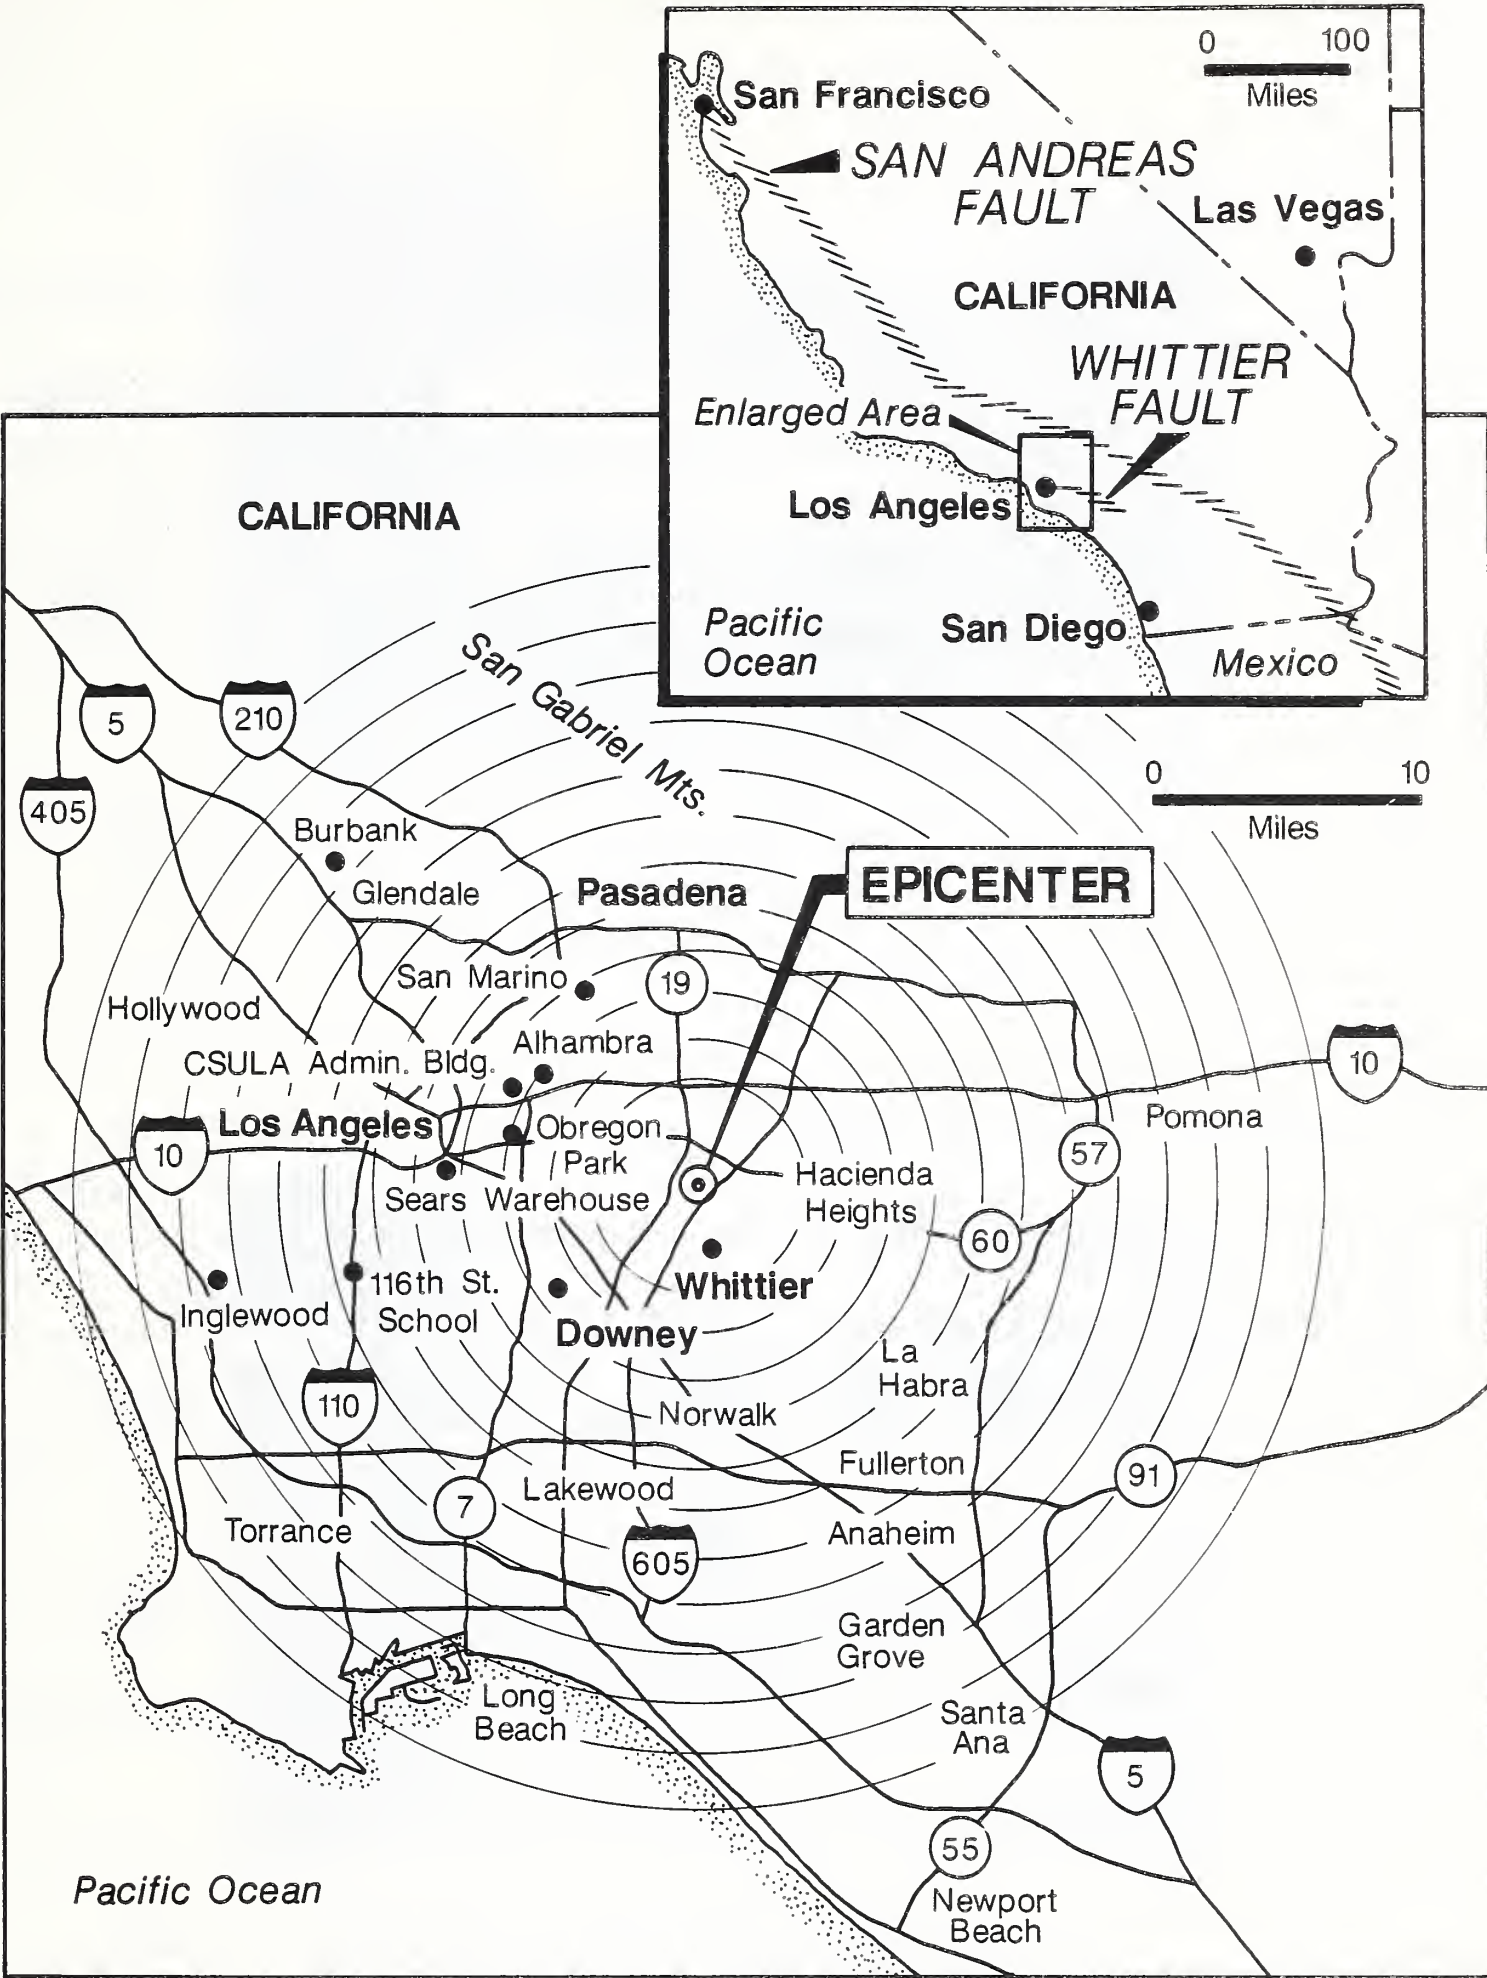 0 100
Miles
San Francisco
SAN ANDREAS
FAULT
Las Vegas
CALIFORNIA
WHITTIER
FAULT
Enlarged Area
Los Angeles
Pacific
Ocean
San Diego
Mexico
CALIFORNIA
San Gabriel Mts.
5
210
405
0 10
Miles
Burbank
Glendale
Pasadena
EPICENTER
San Marino
19
Hollywood
Alhambra
CSULA Admin. Bldg.
10
Los Angeles
Obregon
Park
Pomona
10
57
Sears Warehouse
Hacienda
Heights
60
Whittier
116th St.
School
Inglewood
Downey
La
Habra
110
Norwalk
Fullerton
91
Lakewood
7
Torrance
605
Anaheim
Garden
Grove
Long
Beach
Santa
Ana
5
55
Pacific Ocean
Newport
Beach